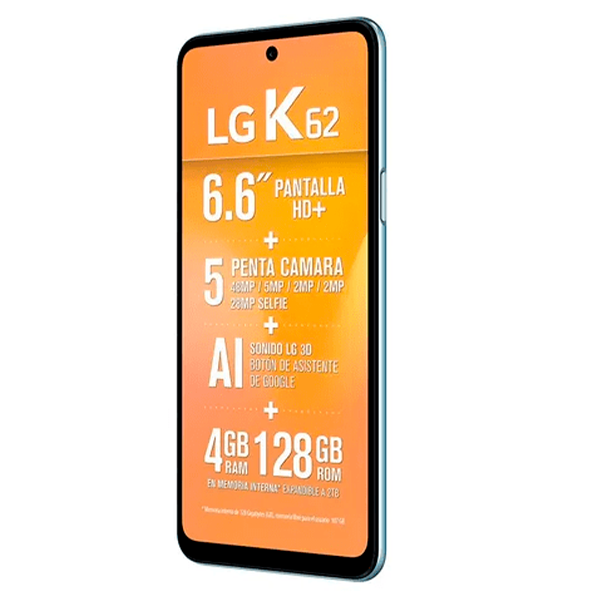 LG K62
6.6” PANTALLA
HD+
+
5 PENTA CAMARA
48MP / 5MP / 2MP / 2MP
28MP SELFIE
+
AI SONIDO LG 3D
BOTÓN DE ASISTENTE
DE GOOGLE
+
4GB RAM 128GB ROM
EN MEMORIA INTERNA* EXPANDIBLE A 2TB